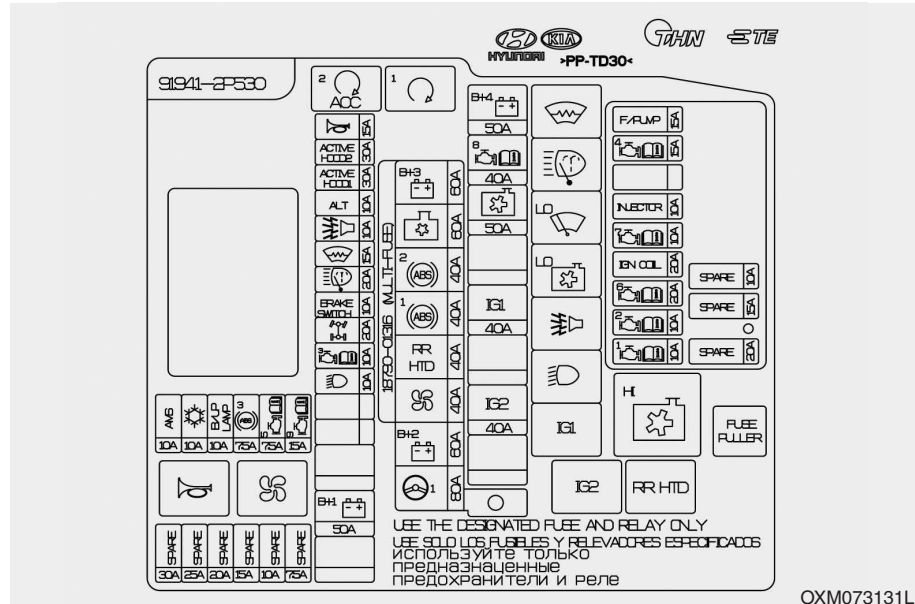 HYUNDAI KIA THN STE
>PP-TD30<
91941-2P530
2 ACC
1
B+4
50A
8
40A
50A
IG1
40A
IG2
40A
15A
ACTIVE HOOD2 30A
ACTIVE HOOD1 30A
ALT 10A
10A
15A
20A
BRAKE SWITCH 10A
20A
3 10A
10A
B+1
50A
18790-01316 (MULTI-FUSE)
B+3 60A
60A
2 ABS 40A
1 ABS 40A
RR HTD 40A
40A
B+2 60A
1 80A
LO
LO
IG1
F/PUMP 15A
4 15A
INJECTOR 10A
7 10A
IGN COIL 20A
6 20A
2 10A
1 10A
SPARE 10A
SPARE 15A
SPARE 20A
HI
FUSE PULLER
IG2
RR HTD
AMS B/UP LAMP 3 ABS 5 9
10A 10A 10A 7.5A 7.5A 15A
SPARE SPARE SPARE SPARE SPARE SPARE
30A 25A 20A 15A 10A 7.5A
USE THE DESIGNATED FUSE AND RELAY ONLY
USE SOLO LOS FUSIBLES Y RELEVADORES ESPECIFICADOS
используйте только
предназнаценные
предохранители и реле
OXM073131L